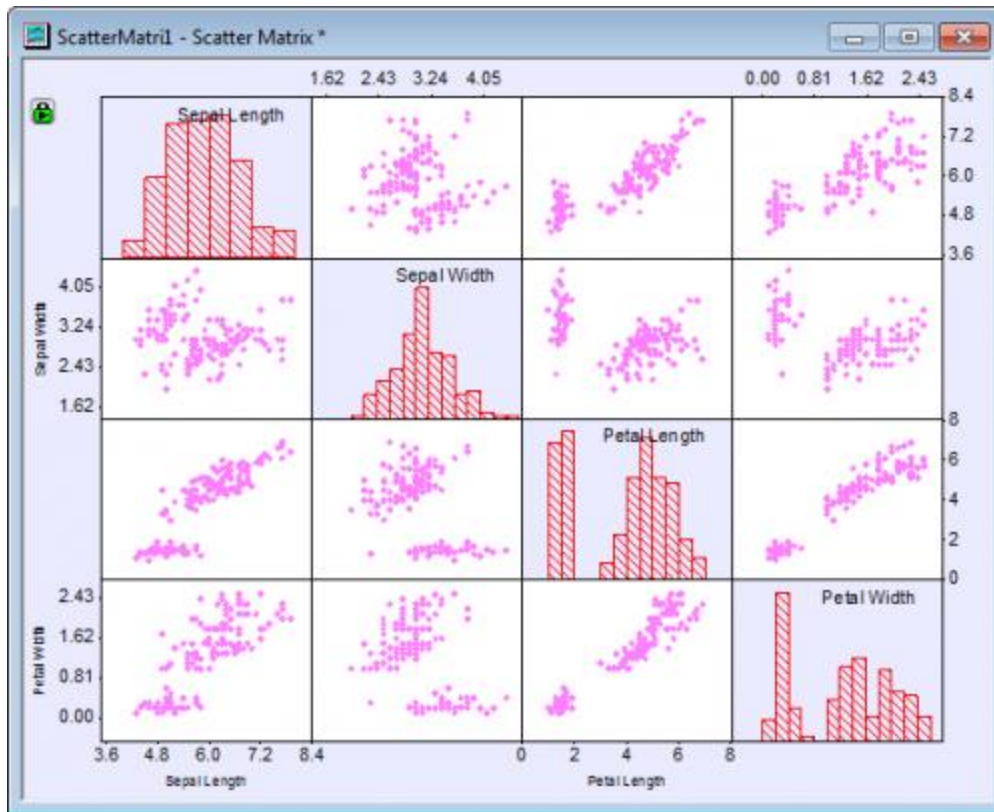 ScatterMatri1 - Scatter Matrix *
1.62 2.43 3.24 4.05 0.00 0.81 1.62 2.43
Sepal Length
8.4
7.2
6.0
4.8
3.6
Sepal Width
4.05
3.24
2.43
1.62
Sepal Width
Petal Length
8
6
4
2
0
Petal Width
2.43
1.62
0.81
0.00
Petal Width
3.6 4.8 6.0 7.2 8.4 0 2 4 6 8
Sepal Length Petal Length